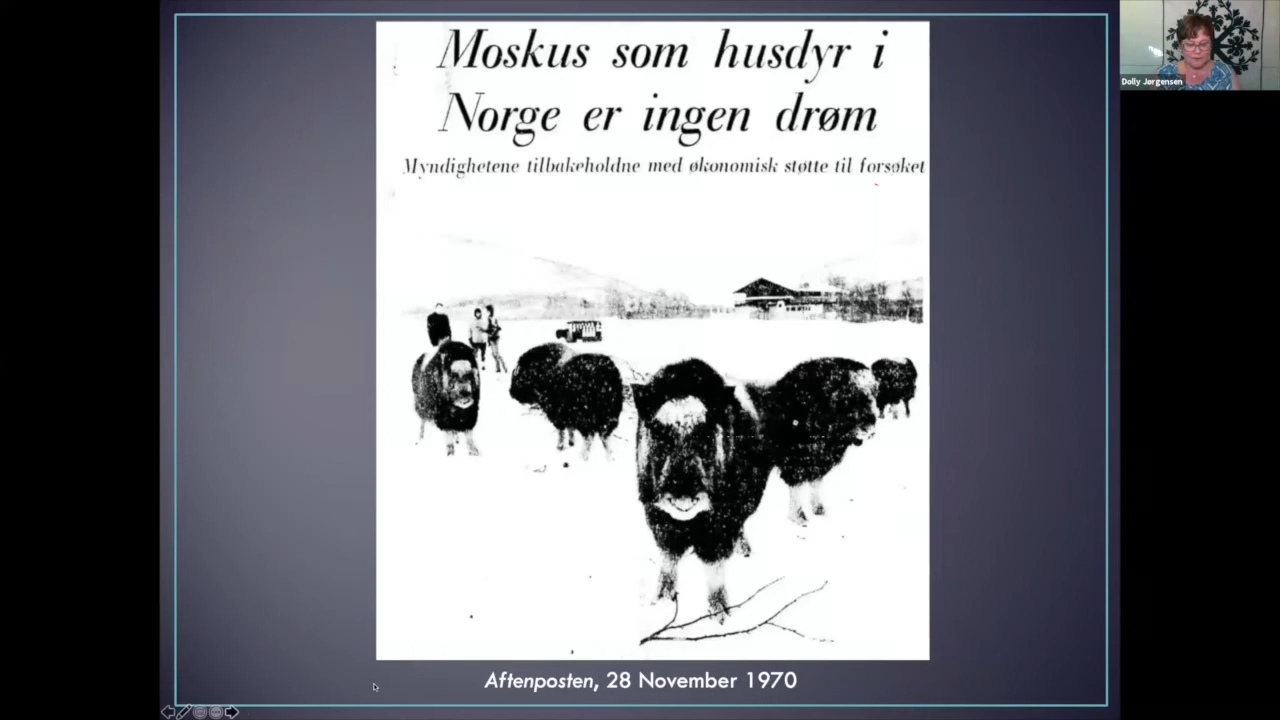 Moskus som husdyr i
Norge er ingen drøm
Myndighetene tilbakeholdne med økonomisk støtte til forsøket
Aftenposten, 28 November 1970
Dolly Jørgensen